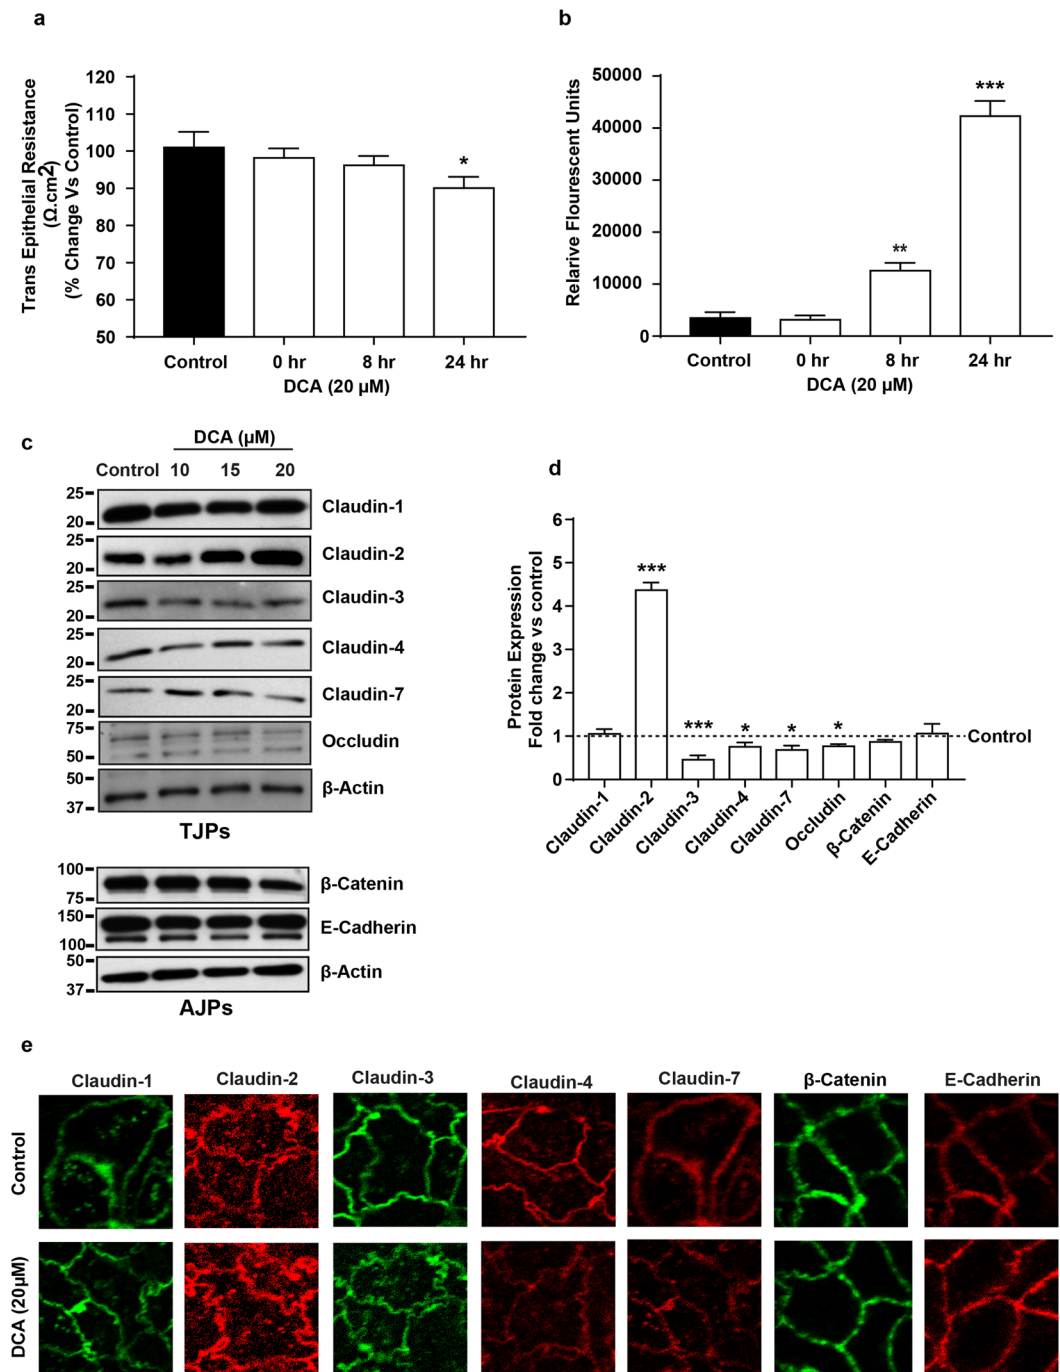 a
Trans Epithelial Resistance
(Ω.cm2)
(% Change Vs Control)
120
110
100
90
80
70
60
50
*
Control
0 hr
8 hr
24 hr
DCA (20 µM)
b
Relarive Flourescent Units
50000
40000
30000
20000
10000
0
**
***
Control
0 hr
8 hr
24 hr
DCA (20 µM)
c
DCA (µM)
Control 10 15 20
25
20
Claudin-1
25
20
Claudin-2
25
20
Claudin-3
25
20
Claudin-4
25
20
Claudin-7
75
50
Occludin
50
37
β-Actin
TJPs
100
75
β-Catenin
150
100
E-Cadherin
50
37
β-Actin
AJPs
d
Protein Expression
Fold change vs control
6
5
4
2
1
0
***
***
*
*
*
Control
Claudin-1
Claudin-2
Claudin-3
Claudin-4
Claudin-7
Occludin
β-Catenin
E-Cadherin
e
Claudin-1 Claudin-2 Claudin-3 Claudin-4 Claudin-7 β-Catenin E-Cadherin
Control
DCA (20µM)